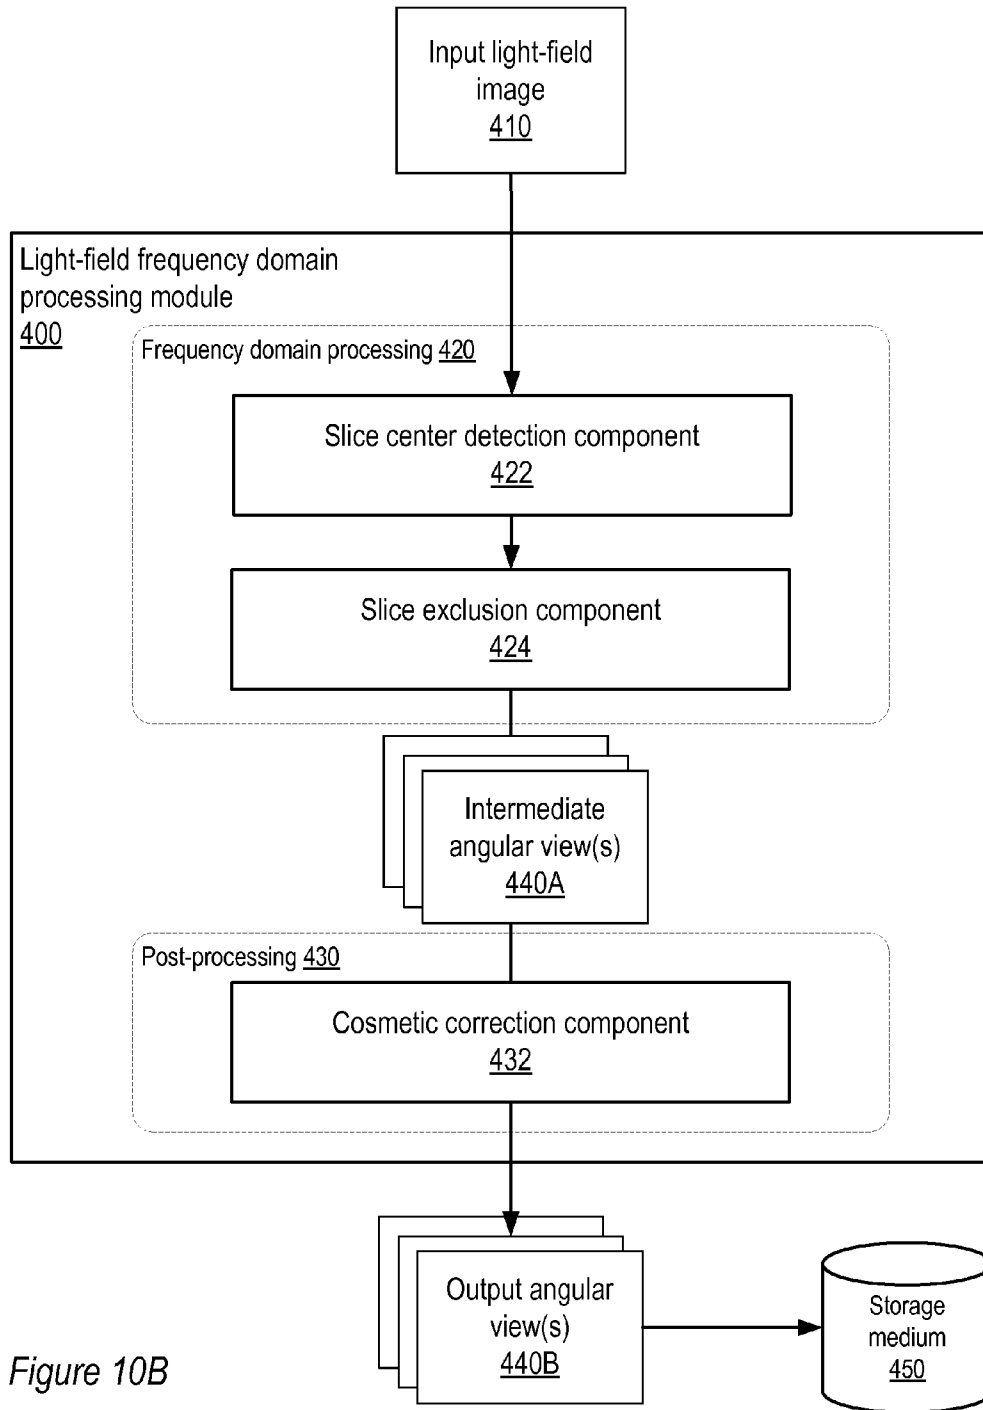 Input light-field
image
410
Light-field frequency domain
processing module
400
Frequency domain processing 420
Slice center detection component
422
Slice exclusion component
424
Intermediate
angular view(s)
440A
Post-processing 430
Cosmetic correction component
432
Output angular
view(s)
440B
Storage
medium
450
Figure 10B